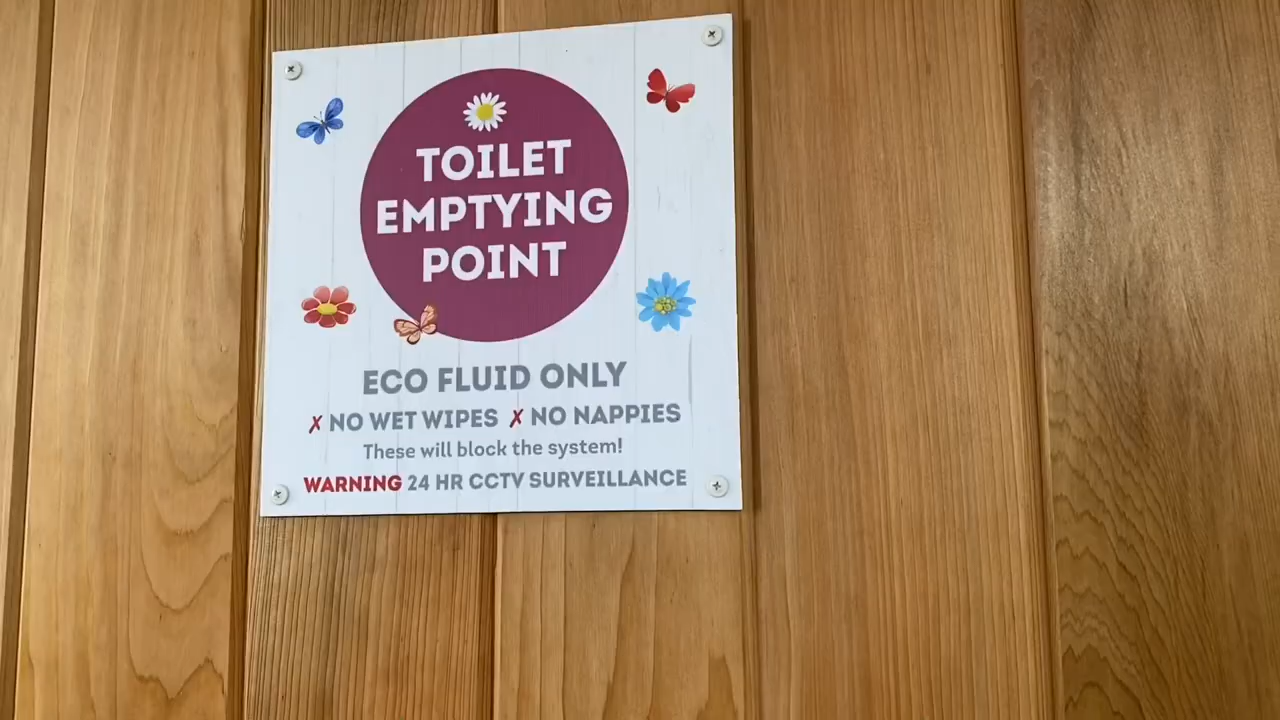 TOILET
EMPTYING
POINT
ECO FLUID ONLY
✗ NO WET WIPES ✗ NO NAPPIES
These will block the system!
WARNING 24 HR CCTV SURVEILLANCE